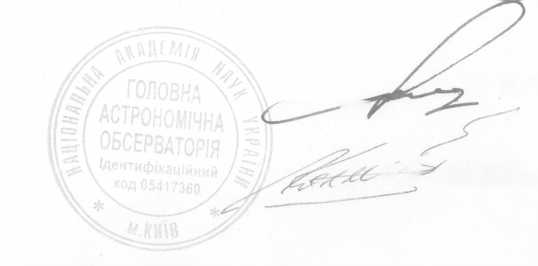 НАЦІОНАЛЬНА АКАДЕМІЯ НАУК УКРАЇНИ
ГОЛОВНА
АСТРОНОМІЧНА
ОБСЕРВАТОРІЯ
Ідентифікаційний
код 05417360
* М.КИЇВ *